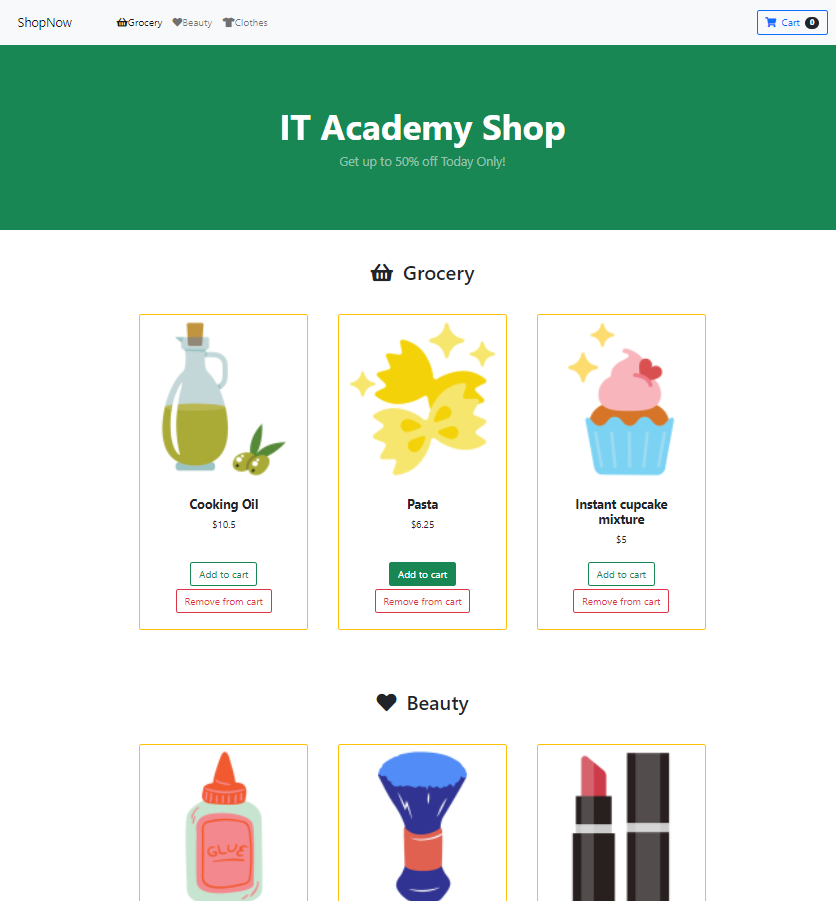 ShopNow Grocery Beauty Clothes Cart 0
IT Academy Shop
Get up to 50% off Today Only!
Grocery
Cooking Oil
$10.5
Add to cart
Remove from cart
Pasta
$6.25
Add to cart
Remove from cart
Instant cupcake
mixture
$5
Add to cart
Remove from cart
Beauty
GLUE